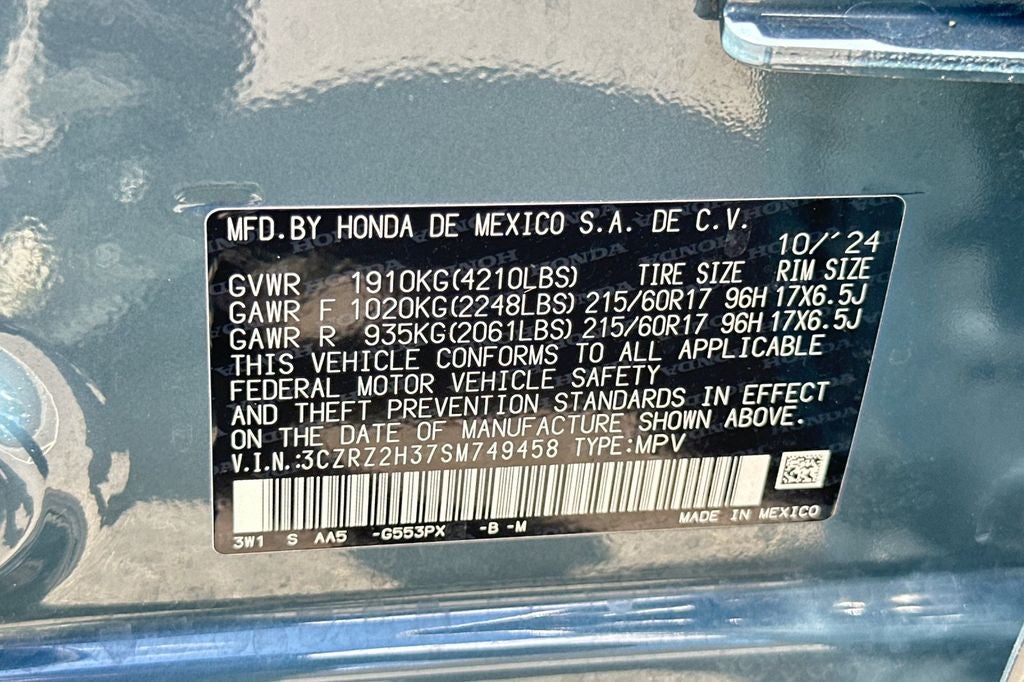 MFD.BY HONDA DE MEXICO S.A. DE C.V.
10/´24
GVWR 1910KG(4210LBS) TIRE SIZE RIM SIZE
GAWR F 1020KG(2248LBS) 215/60R17 96H 17X6.5J
GAWR R 935KG(2061LBS) 215/60R17 96H 17X6.5J
THIS VEHICLE CONFORMS TO ALL APPLICABLE
FEDERAL MOTOR VEHICLE SAFETY
AND THEFT PREVENTION STANDARDS IN EFFECT
ON THE DATE OF MANUFACTURE SHOWN ABOVE.
V.I.N.:3CZRZ2H37SM749458 TYPE:MPV
MADE IN MEXICO
3W1 S AA5 -G553PX -B -M